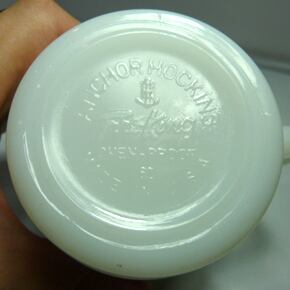 ANCHOR HOCKING
Fire-King
OVEN-PROOF
MADE IN U.S.A